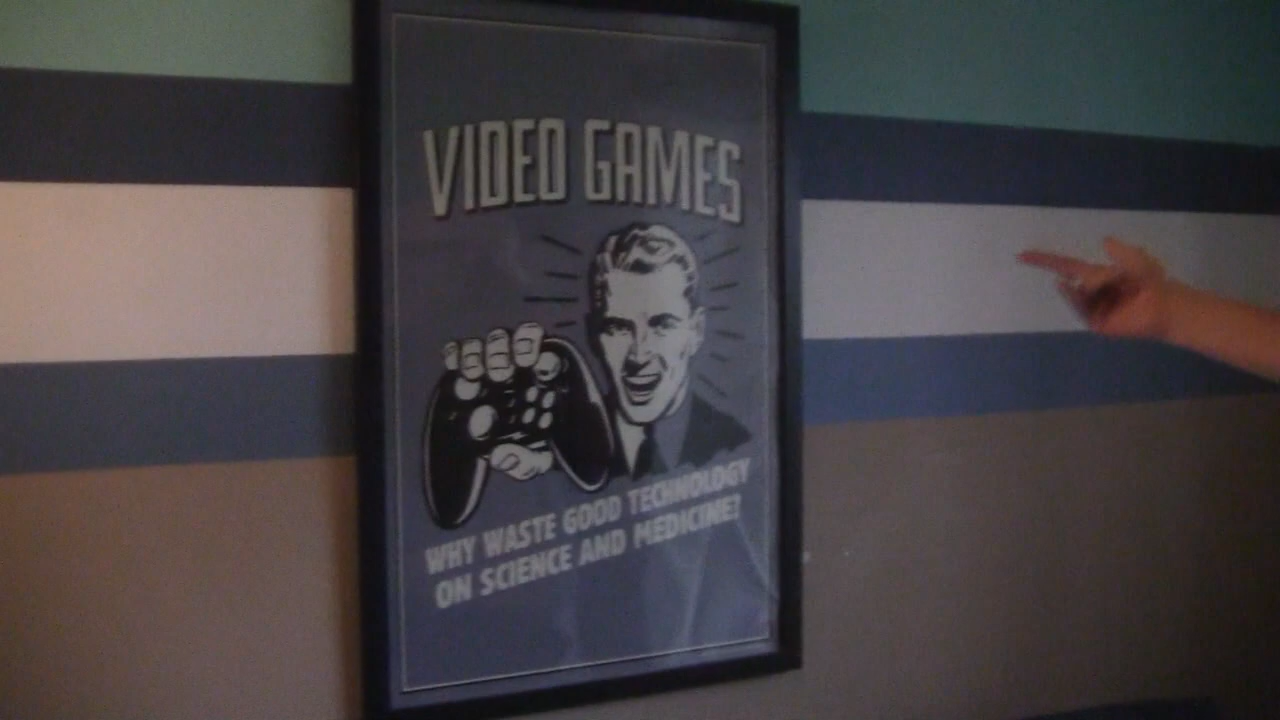 VIDEO GAMES
WHY WASTE GOOD TECHNOLOGY
ON SCIENCE AND MEDICINE?